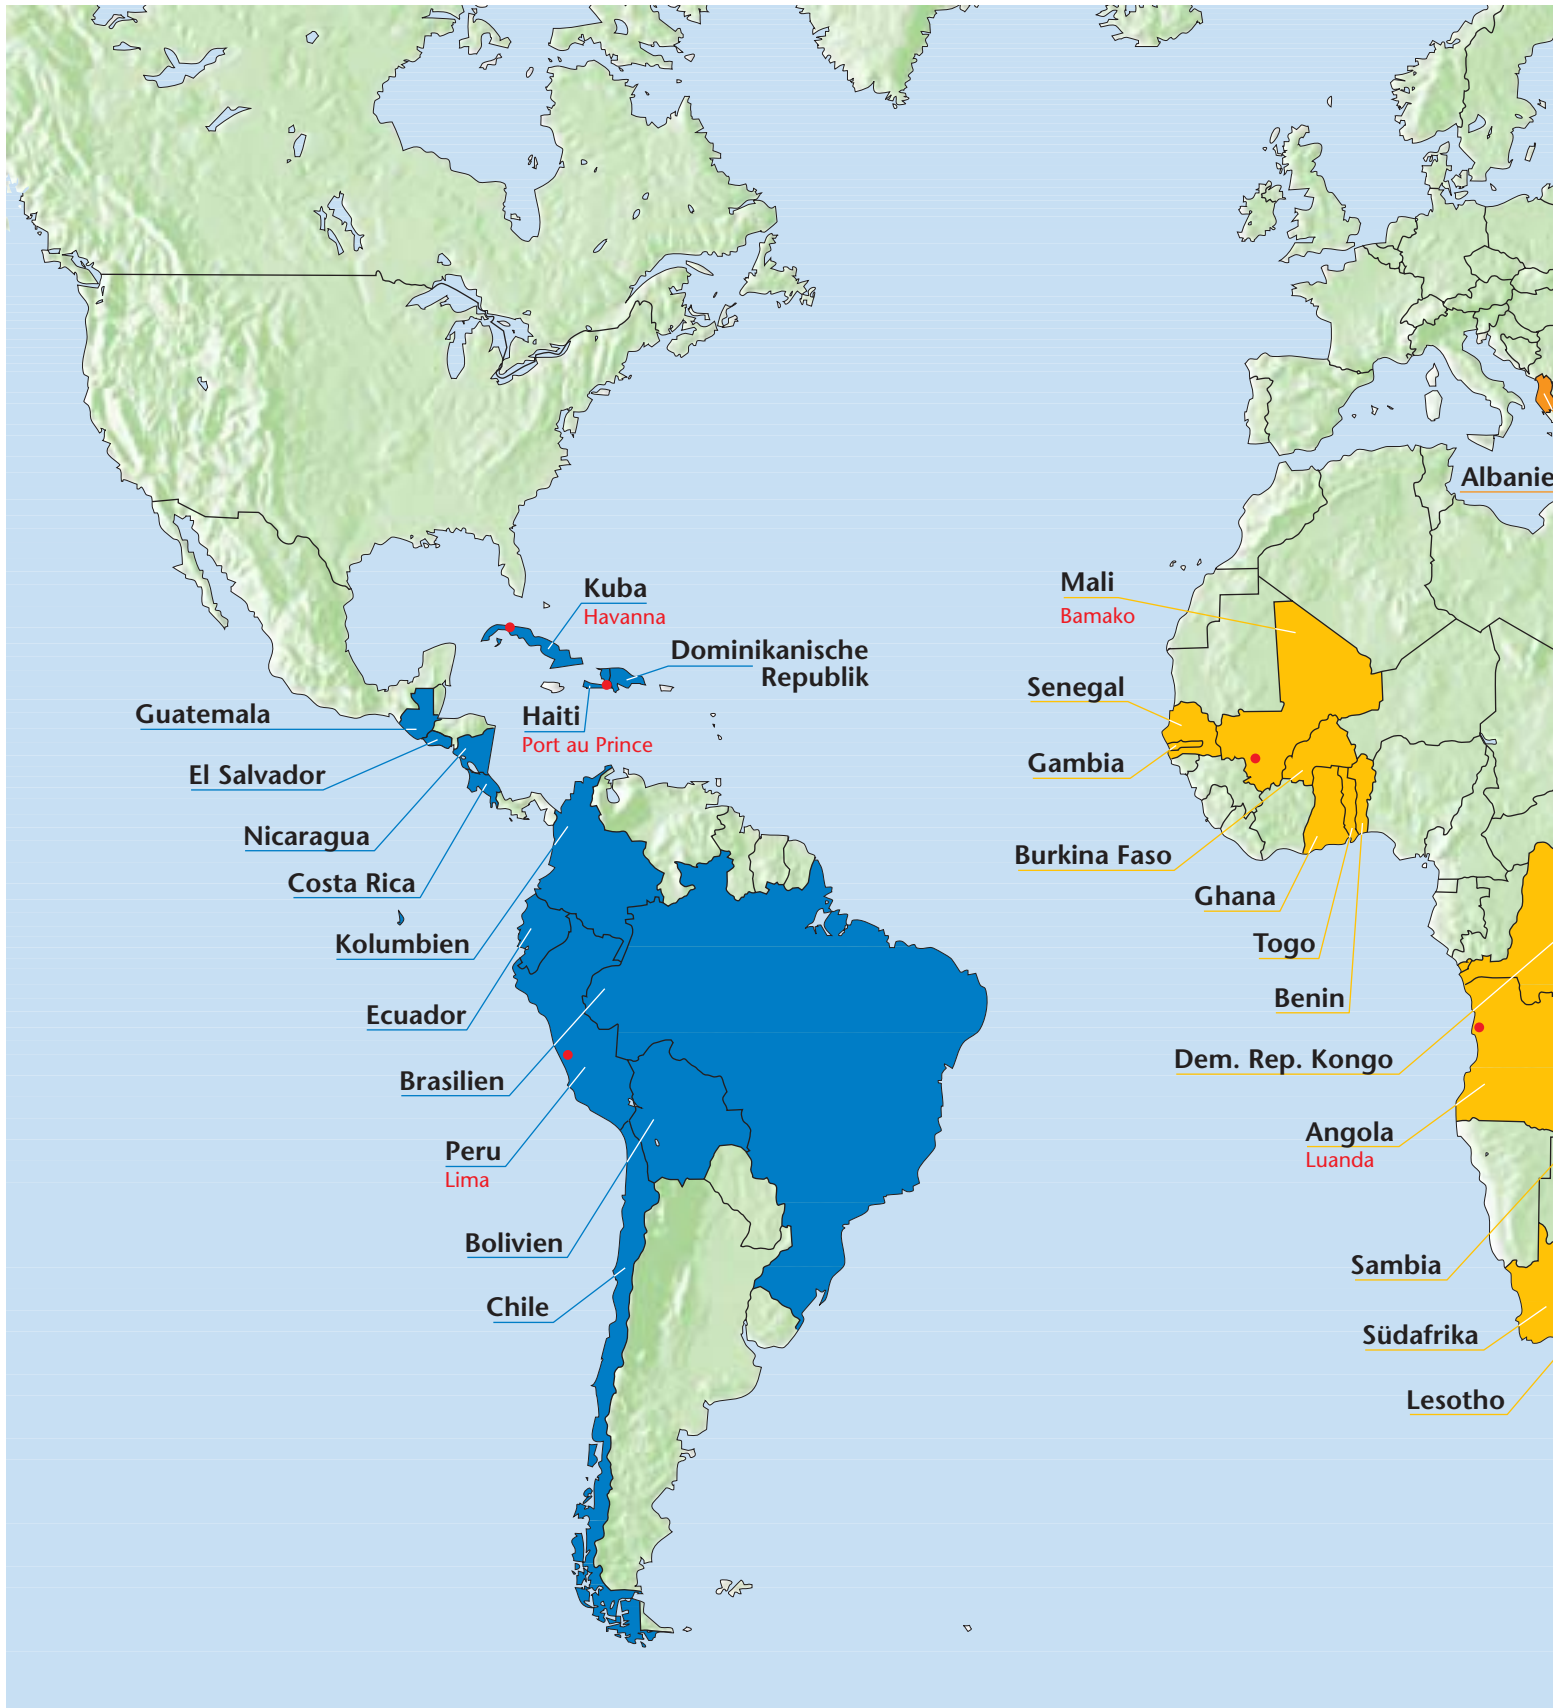 Albanie
Kuba
Havanna
Mali
Bamako
Dominikanische
Republik
Senegal
Guatemala
Haiti
Port au Prince
Gambia
El Salvador
Nicaragua
Burkina Faso
Costa Rica
Ghana
Kolumbien
Togo
Benin
Ecuador
Dem. Rep. Kongo
Brasilien
Angola
Luanda
Peru
Lima
Bolivien
Sambia
Chile
Südafrika
Lesotho